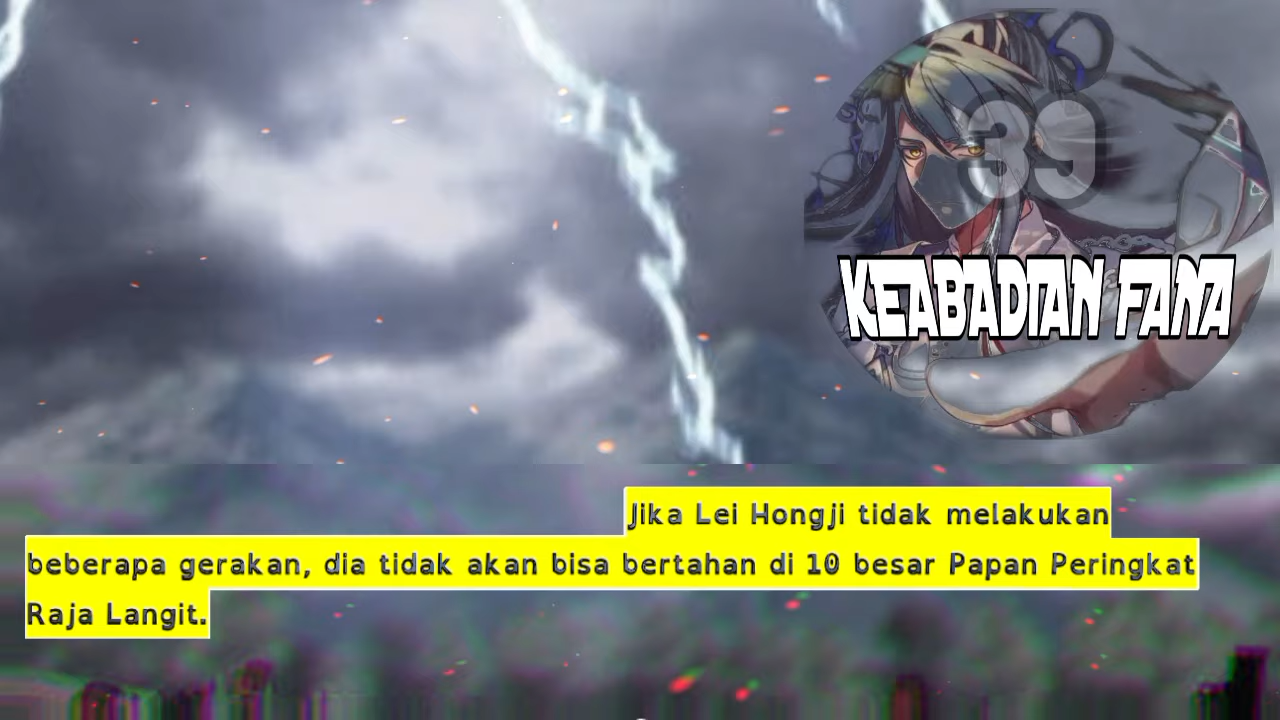 39
KEABADIAN FANA
Jika Lei Hongji tidak melakukan
beberapa gerakan, dia tidak akan bisa bertahan di 10 besar Papan Peringkat
Raja Langit.